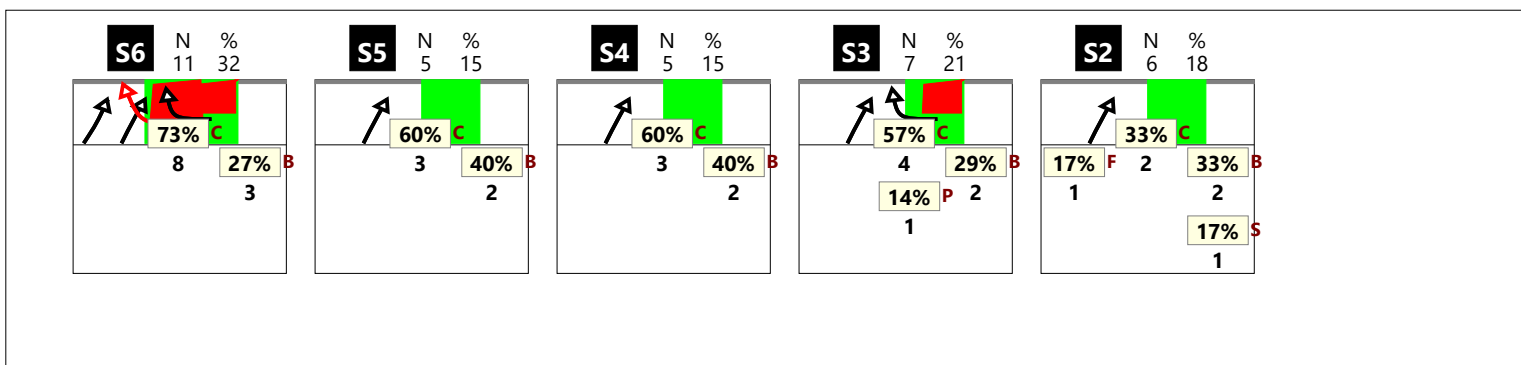 S6 N % 11 32
73% C
8 27% B
3
S5 N % 5 15
60% C
3 40% B
2
S4 N % 5 15
60% C
3 40% B
2
S3 N % 7 21
57% C
4 29% B
14% P 2
1
S2 N % 6 18
33% C
17% F 2 33% B
1 2
17% S
1